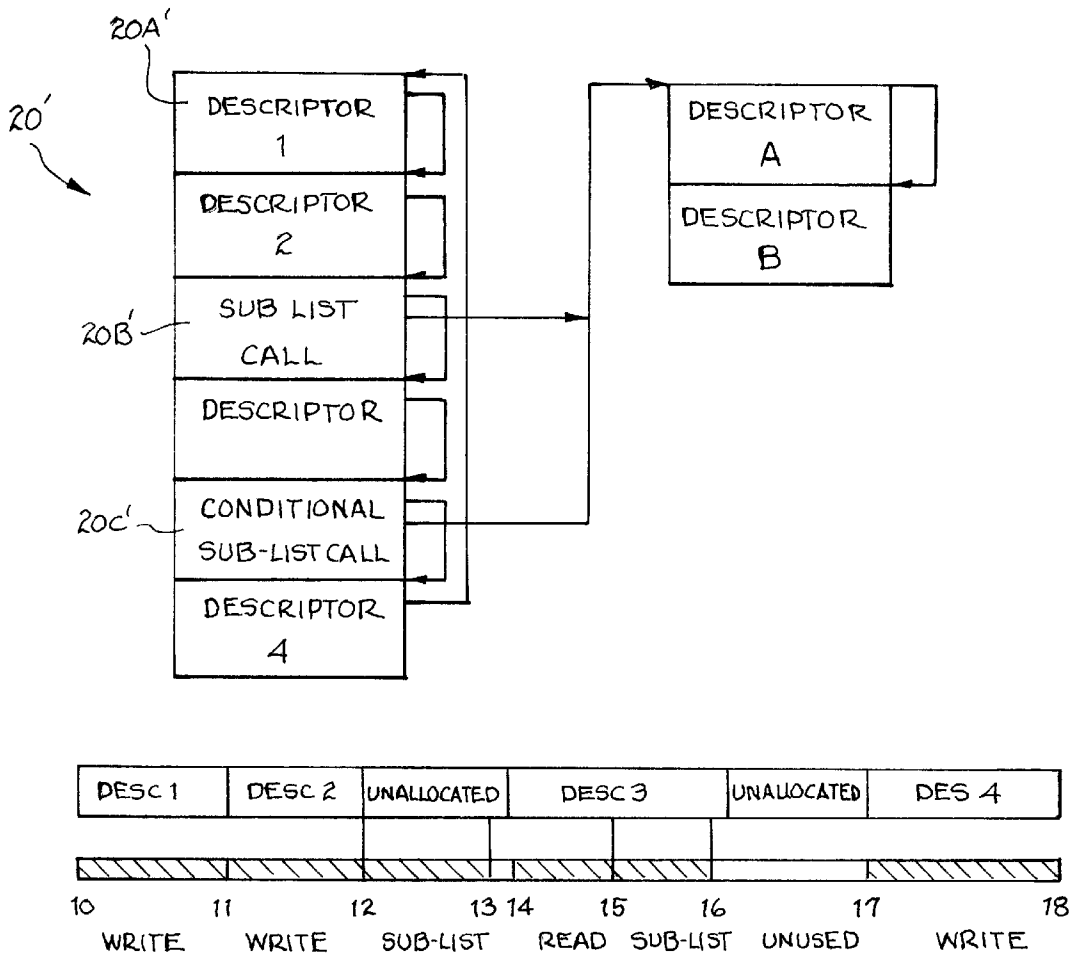 20A'
20'
DESCRIPTOR
1
DESCRIPTOR
2
20B'
SUB LIST
CALL
DESCRIPTOR
20C'
CONDITIONAL
SUB-LIST CALL
DESCRIPTOR
4
DESCRIPTOR
A
DESCRIPTOR
B
DESC 1 DESC 2 UNALLOCATED DESC 3 UNALLOCATED DES 4
10 11 12 13 14 15 16 17 18
WRITE WRITE SUB-LIST READ SUB-LIST UNUSED WRITE